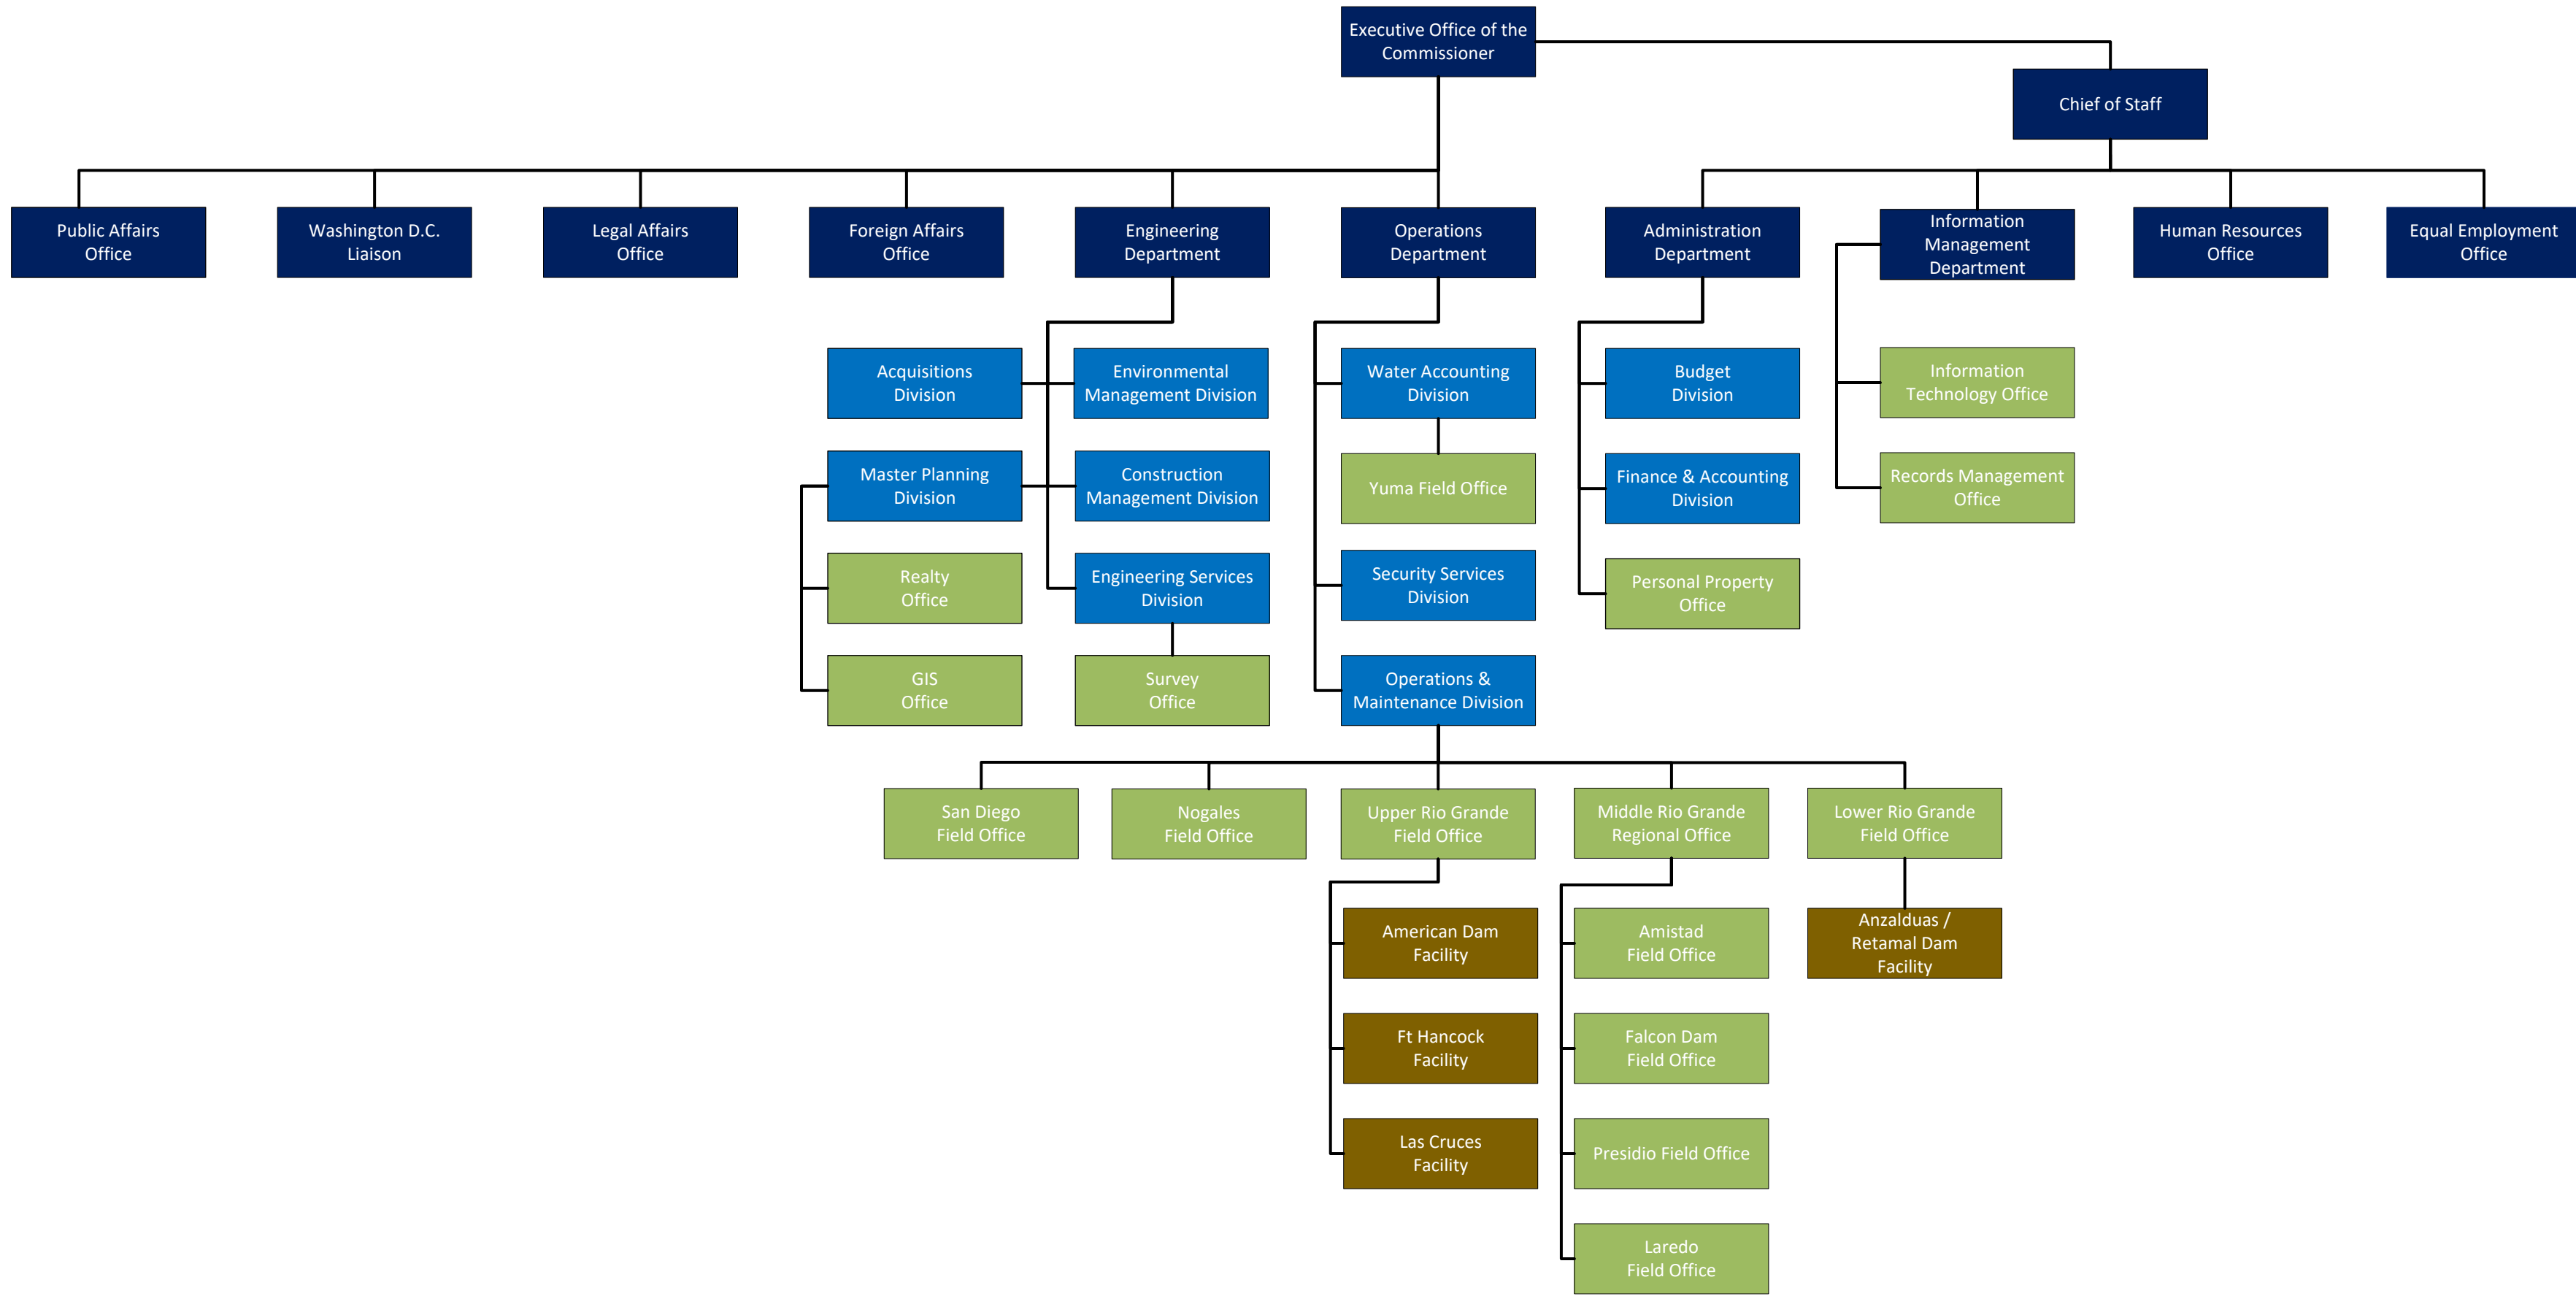 Executive Office of the
Commissioner
Chief of Staff
Public Affairs
Office
Washington D.C.
Liaison
Legal Affairs
Office
Foreign Affairs
Office
Engineering
Department
Operations
Department
Administration
Department
Information
Management
Department
Human Resources
Office
Equal Employment
Office
Acquisitions
Division
Environmental
Management Division
Water Accounting
Division
Budget
Division
Information
Technology Office
Master Planning
Division
Construction
Management Division
Yuma Field Office
Finance & Accounting
Division
Records Management
Office
Realty
Office
Engineering Services
Division
Security Services
Division
Personal Property
Office
GIS
Office
Survey
Office
Operations &
Maintenance Division
San Diego
Field Office
Nogales
Field Office
Upper Rio Grande
Field Office
Middle Rio Grande
Regional Office
Lower Rio Grande
Field Office
American Dam
Facility
Amistad
Field Office
Anzalduas /
Retamal Dam
Facility
Ft Hancock
Facility
Falcon Dam
Field Office
Las Cruces
Facility
Presidio Field Office
Laredo
Field Office